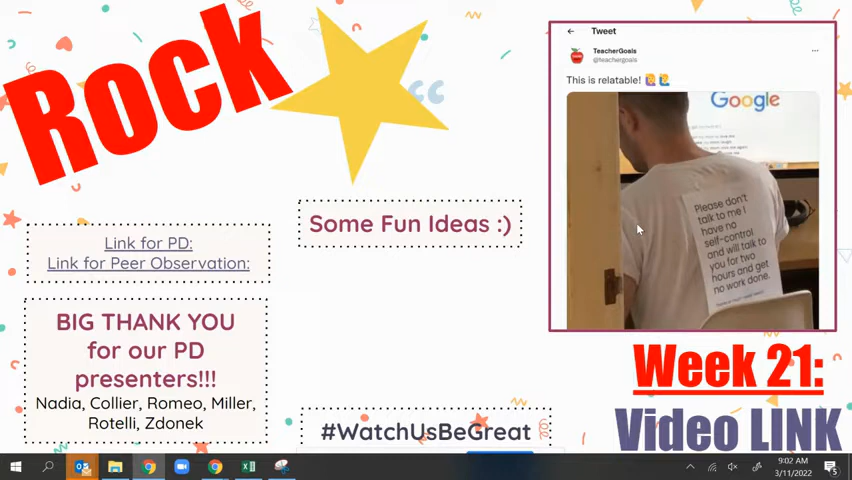 Rock
Some Fun Ideas :)
Link for PD:
Link for Peer Observation:
BIG THANK YOU
for our PD
presenters!!!
Nadia, Collier, Romeo, Miller,
Rotelli, Zdonek
#WatchUsBeGreat
Tweet
TeacherGoals
@teachergoals
This is relatable!
Google
Please don't
talk to me I
have no
self-control
and will talk to
you for two
hours and get
no work done.
Week 21:
Video LINK
9:02 AM
3/11/2022